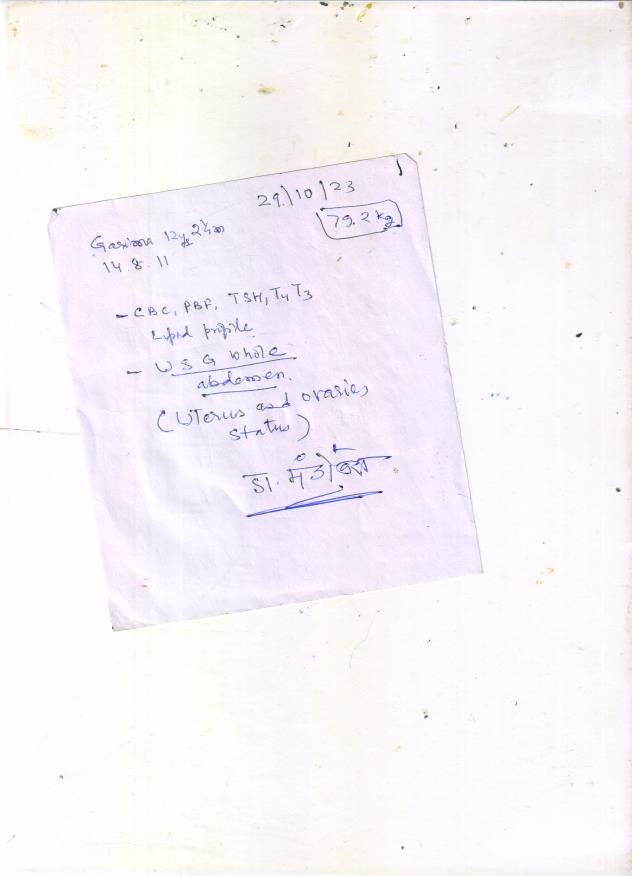 29/10/23
79.2 kg
Garima 12y 2½m
14.8.11
- CBC, PBF, TSH, T4 T3
Lipid profile
- USG whole
abdomen.
(Uterus and ovaries
status)
डा.